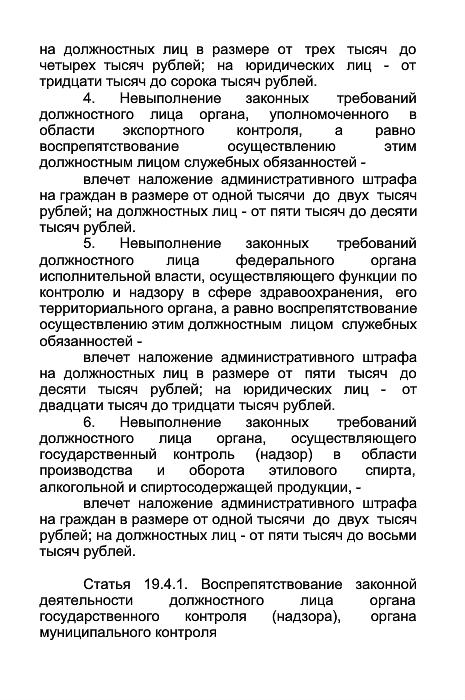 на должностных лиц в размере от трех тысяч до
четырех тысяч рублей; на юридических лиц - от
тридцати тысяч до сорока тысяч рублей.
4. Невыполнение законных требований
должностного лица органа, уполномоченного в
области экспортного контроля, а равно
воспрепятствование осуществлению этим
должностным лицом служебных обязанностей -
влечет наложение административного штрафа
на граждан в размере от одной тысячи до двух тысяч
рублей; на должностных лиц - от пяти тысяч до десяти
тысяч рублей.
5. Невыполнение законных требований
должностного лица федерального органа
исполнительной власти, осуществляющего функции по
контролю и надзору в сфере здравоохранения, его
территориального органа, а равно воспрепятствование
осуществлению этим должностным лицом служебных
обязанностей -
влечет наложение административного штрафа
на должностных лиц в размере от пяти тысяч до
десяти тысяч рублей; на юридических лиц - от
двадцати тысяч до тридцати тысяч рублей.
6. Невыполнение законных требований
должностного лица органа, осуществляющего
государственный контроль (надзор) в области
производства и оборота этилового спирта,
алкогольной и спиртосодержащей продукции, -
влечет наложение административного штрафа
на граждан в размере от одной тысячи до двух тысяч
рублей; на должностных лиц - от пяти тысяч до восьми
тысяч рублей.
Статья 19.4.1. Воспрепятствование законной
деятельности должностного лица органа
государственного контроля (надзора), органа
муниципального контроля